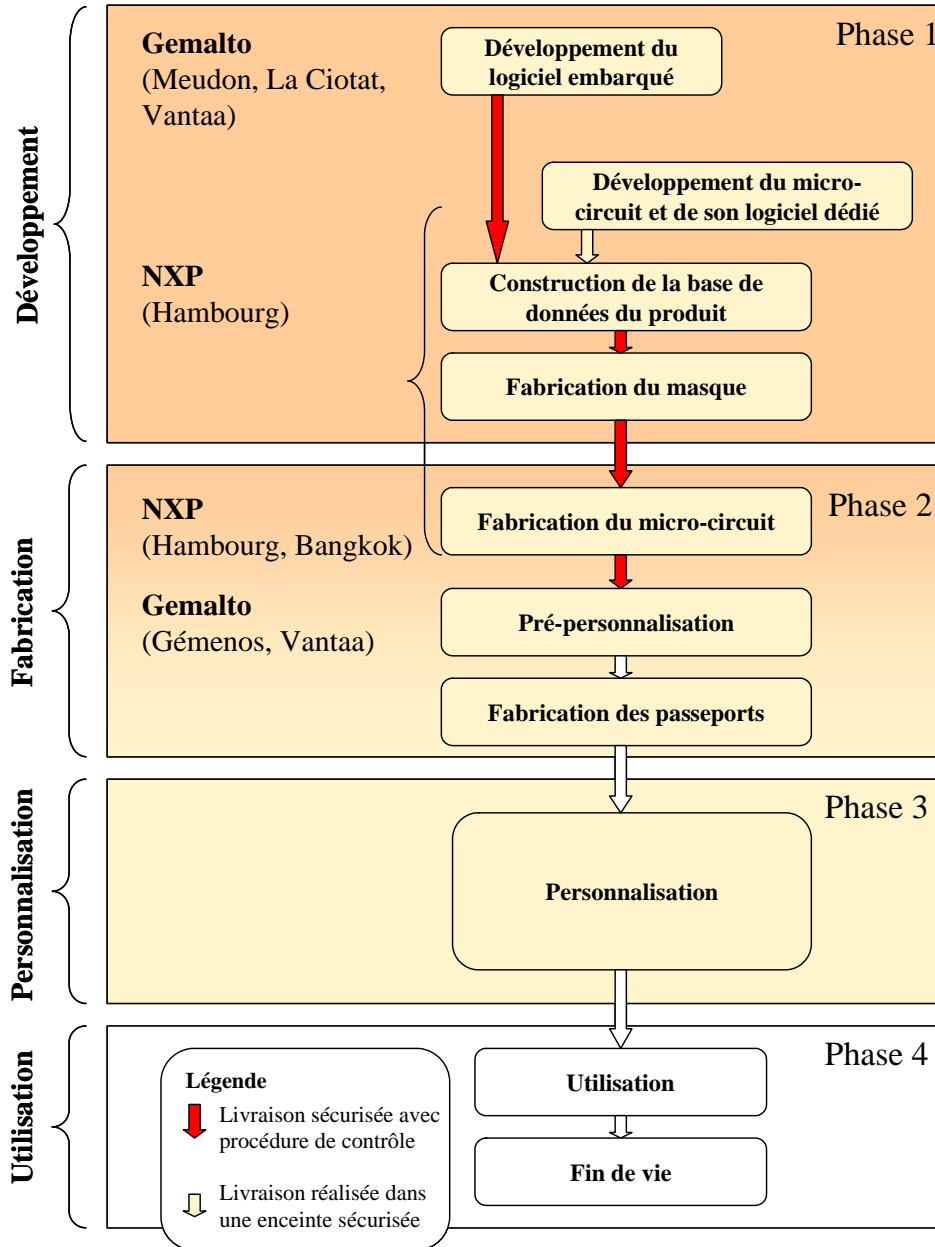 Développement
Phase 1
Gemalto
(Meudon, La Ciotat,
Vantaa)
Développement du
logiciel embarqué
Développement du micro-
circuit et de son logiciel dédié
NXP
(Hambourg)
Construction de la base de
données du produit
Fabrication du masque
Fabrication
Phase 2
NXP
(Hambourg, Bangkok)
Fabrication du micro-circuit
Gemalto
(Gémenos, Vantaa)
Pré-personnalisation
Fabrication des passeports
Personnalisation
Phase 3
Personnalisation
Utilisation
Phase 4
Utilisation
Fin de vie
Légende
Livraison sécurisée avec
procédure de contrôle
Livraison réalisée dans
une enceinte sécurisée